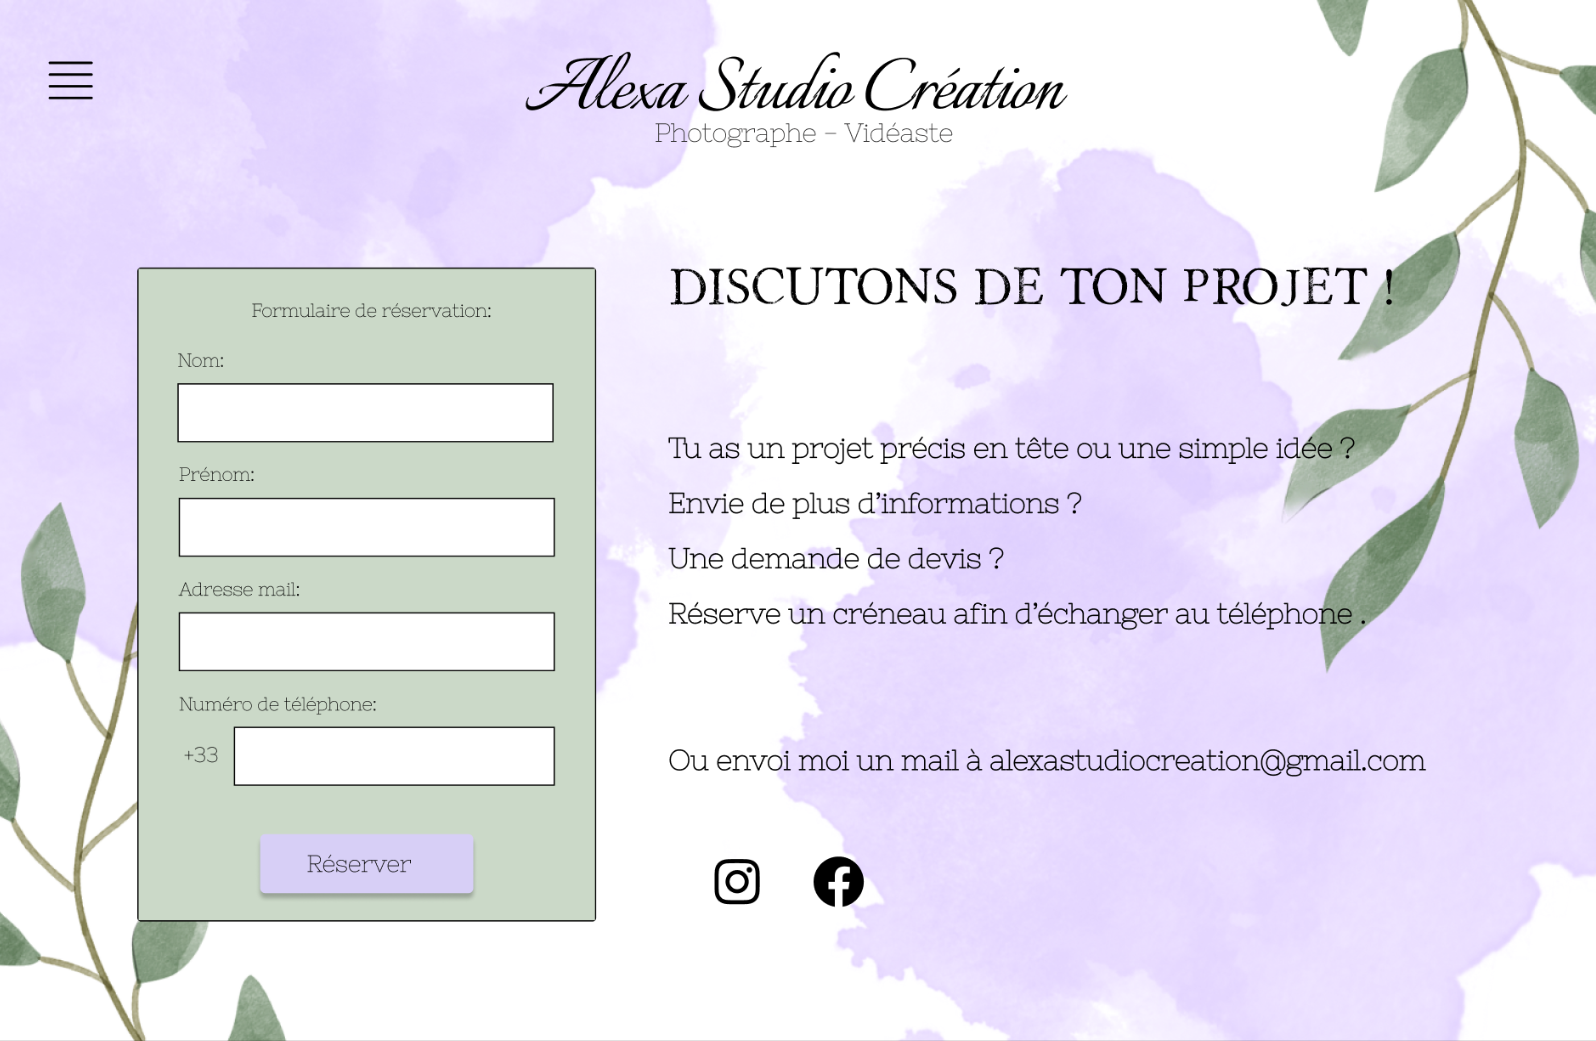 Alexa Studio Création
Photographe - Vidéaste
Formulaire de réservation:
Nom:
Prénom:
Adresse mail:
Numéro de téléphone:
+33
Réserver
DISCUTONS DE TON PROJET !
Tu as un projet précis en tête ou une simple idée ?
Envie de plus d’informations ?
Une demande de devis ?
Réserve un créneau afin d’échanger au téléphone .
Ou envoi moi un mail à alexastudiocreation@gmail.com